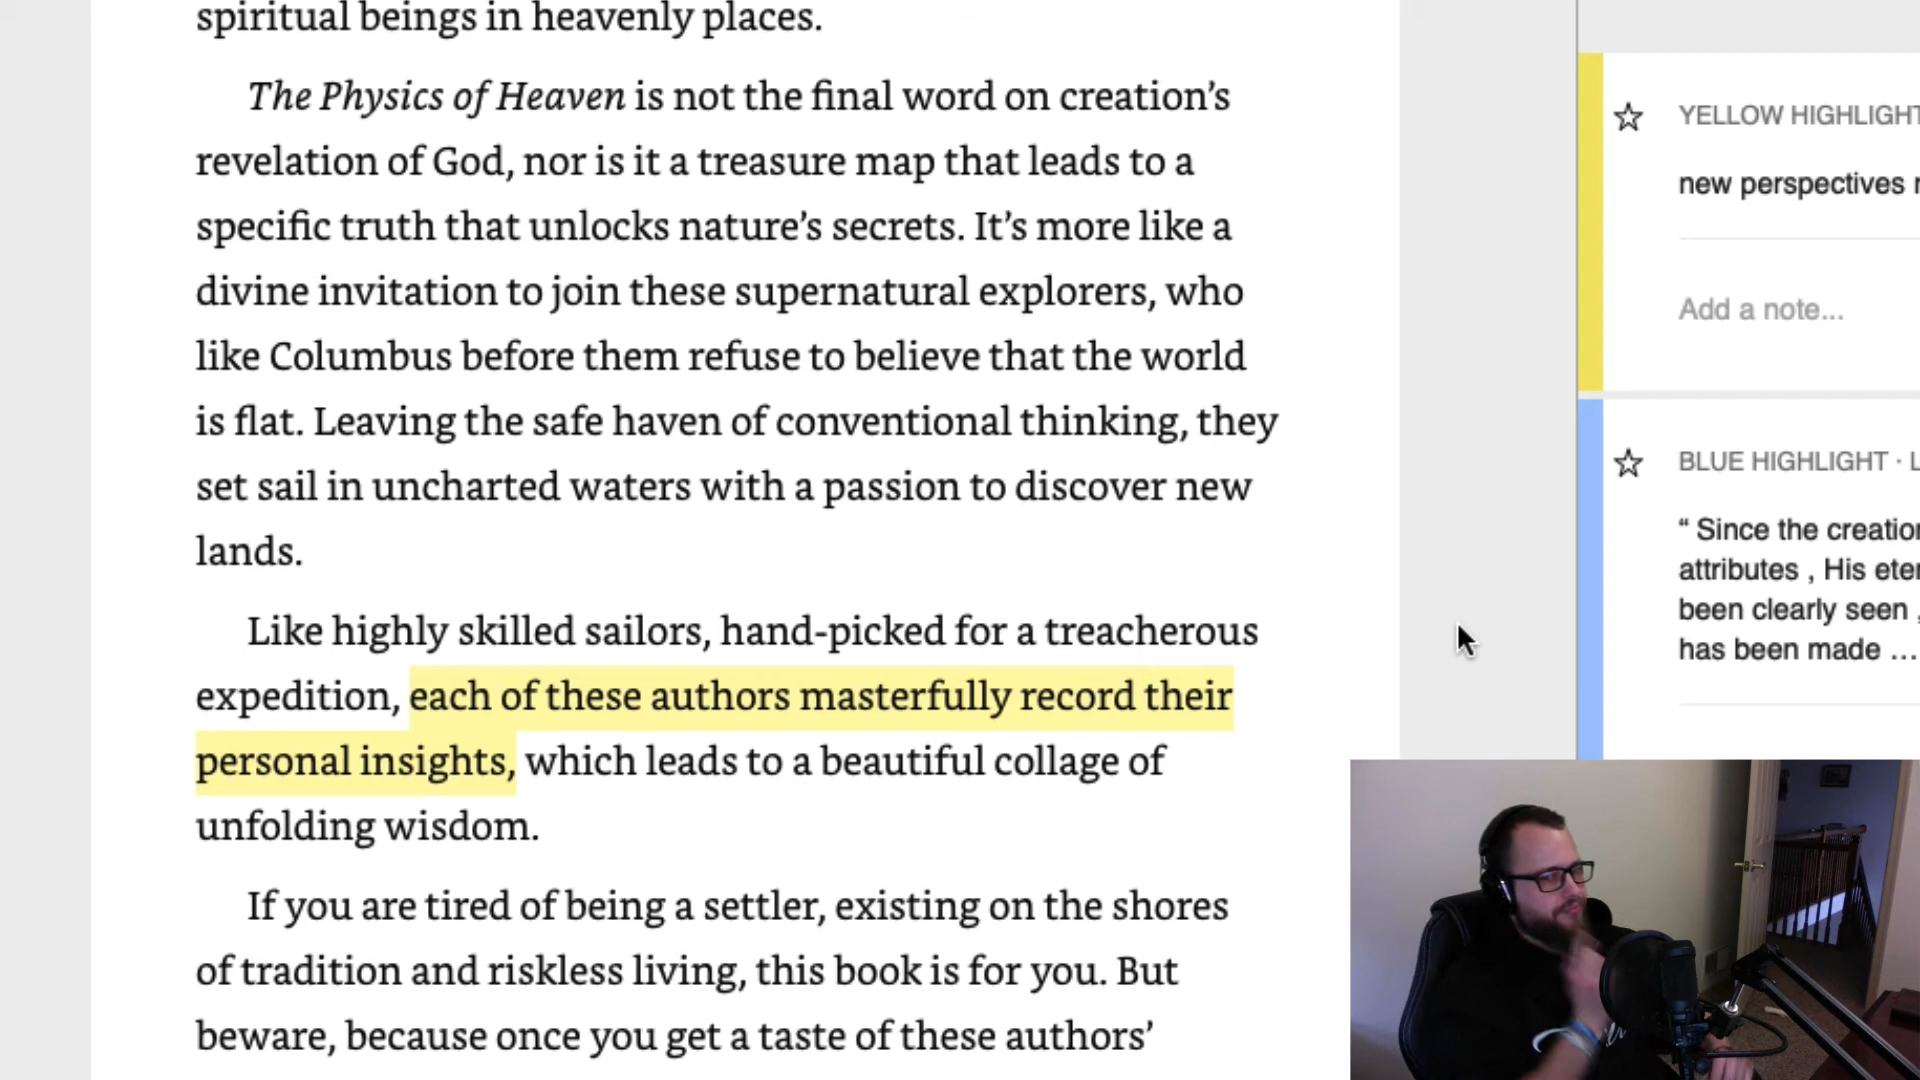 spiritual beings in heavenly places.
The Physics of Heaven is not the final word on creation’s
revelation of God, nor is it a treasure map that leads to a
specific truth that unlocks nature’s secrets. It’s more like a
divine invitation to join these supernatural explorers, who
like Columbus before them refuse to believe that the world
is flat. Leaving the safe haven of conventional thinking, they
set sail in uncharted waters with a passion to discover new
lands.
Like highly skilled sailors, hand-picked for a treacherous
expedition, each of these authors masterfully record their
personal insights, which leads to a beautiful collage of
unfolding wisdom.
If you are tired of being a settler, existing on the shores
of tradition and riskless living, this book is for you. But
beware, because once you get a taste of these authors’
YELLOW HIGHLIGHT
new perspectives
Add a note...
BLUE HIGHLIGHT · L
“ Since the creation
attributes , His eter
been clearly seen ,
has been made ...